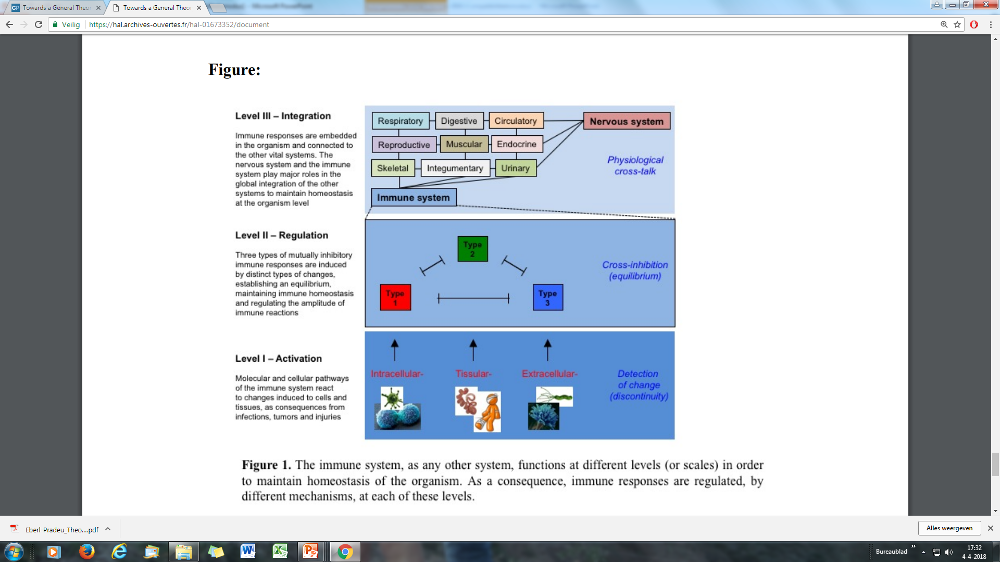 Towards a General Theor
Towards a General Theor
Veilig
https://hal.archives-ouvertes.fr/hal-01673352/document
Figure:
Level III – Integration
Immune responses are embedded
in the organism and connected to
the other vital systems. The
nervous system and the immune
system play major roles in the
global integration of the other
systems to maintain homeostasis
at the organism level
Respiratory
Digestive
Circulatory
Nervous system
Reproductive
Muscular
Endocrine
Skeletal
Integumentary
Urinary
Physiological
cross-talk
Immune system
Level II – Regulation
Three types of mutually inhibitory
immune responses are induced
by distinct types of changes,
establishing an equilibrium,
maintaining immune homeostasis
and regulating the amplitude of
immune reactions
Type
2
Type
1
Type
3
Cross-inhibition
(equilibrium)
Level I – Activation
Molecular and cellular pathways
of the immune system react
to changes induced to cells and
tissues, as consequences from
infections, tumors and injuries
Intracellular-
Tissular-
Extracellular-
Detection
of change
(discontinuity)
Figure 1. The immune system, as any other system, functions at different levels (or scales) in order
to maintain homeostasis of the organism. As a consequence, immune responses are regulated, by
different mechanisms, at each of these levels.
Eberl-Pradeu_Theo....pdf
Alles weergeven
Bureaublad
17:32
4-4-2018